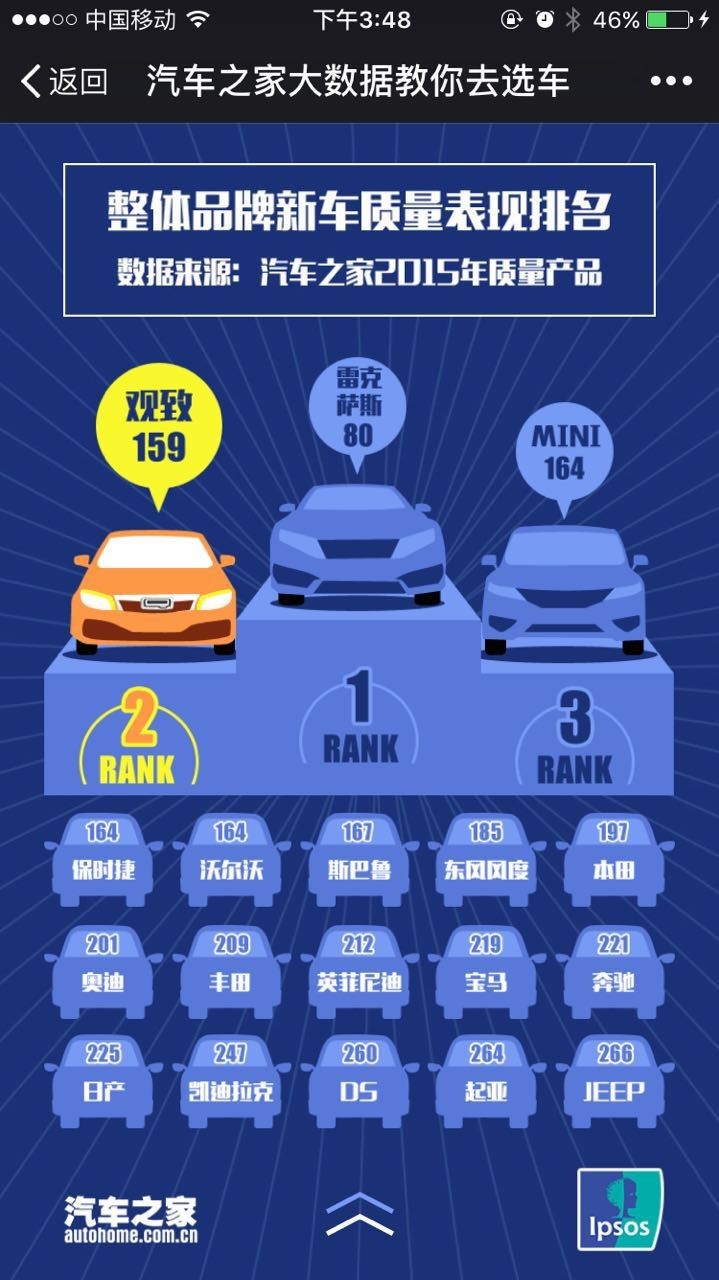 中国移动 下午3:48 46%
返回 汽车之家大数据教你去选车
整体品牌新车质量表现排名
数据来源：汽车之家2015年质量产品
观致
159
雷克
萨斯
80
MINI
164
2
RANK
1
RANK
3
RANK
164 164 167 185 197
保时捷 沃尔沃 斯巴鲁 东风风度 本田
201 209 212 219 221
奥迪 丰田 英菲尼迪 宝马 奔驰
225 247 260 264 266
日产 凯迪拉克 DS 起亚 JEEP
汽车之家
autohome.com.cn
Ipsos